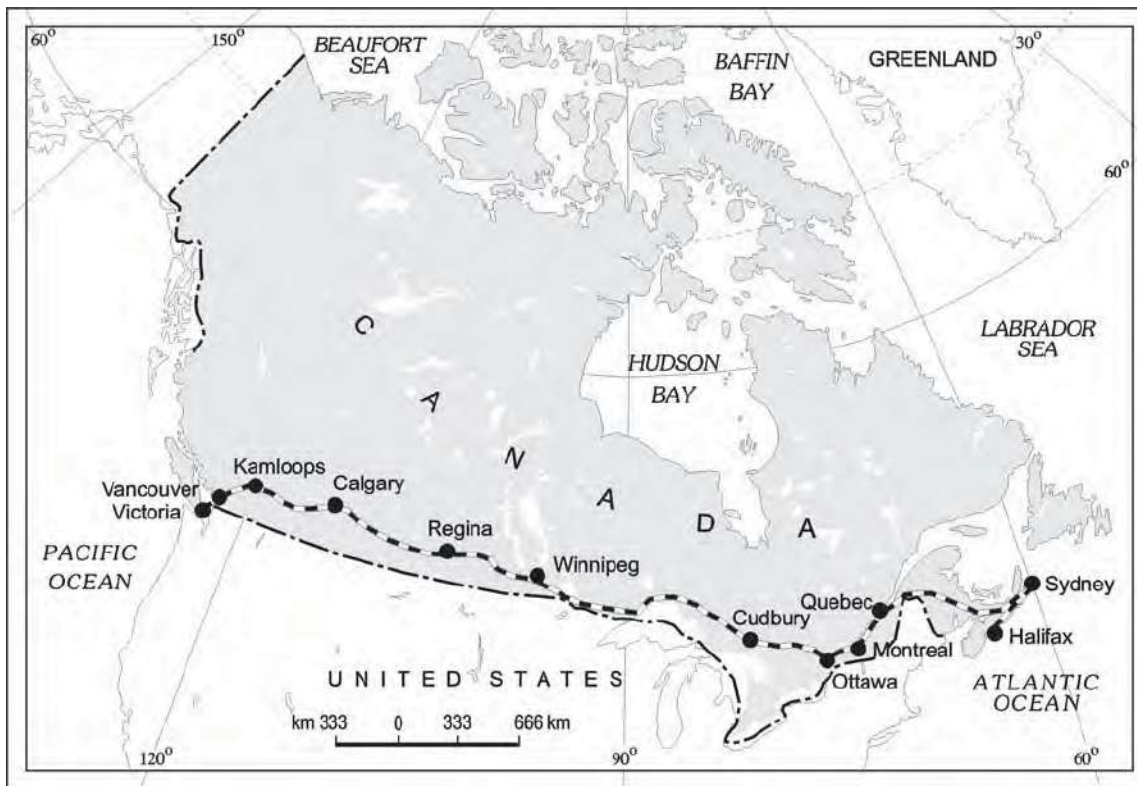 60°
150°
BEAUFORT
SEA
BAFFIN
BAY
GREENLAND
30°
60°
LABRADOR
SEA
HUDSON
BAY
C A N A D A
Kamloops
Vancouver
Calgary
Victoria
Regina
PACIFIC
OCEAN
Winnipeg
Quebec
Sydney
Cudbury
Montreal
Halifax
Ottawa
UNITED STATES
ATLANTIC
OCEAN
km 333 0 333 666 km
120°
90°
60°